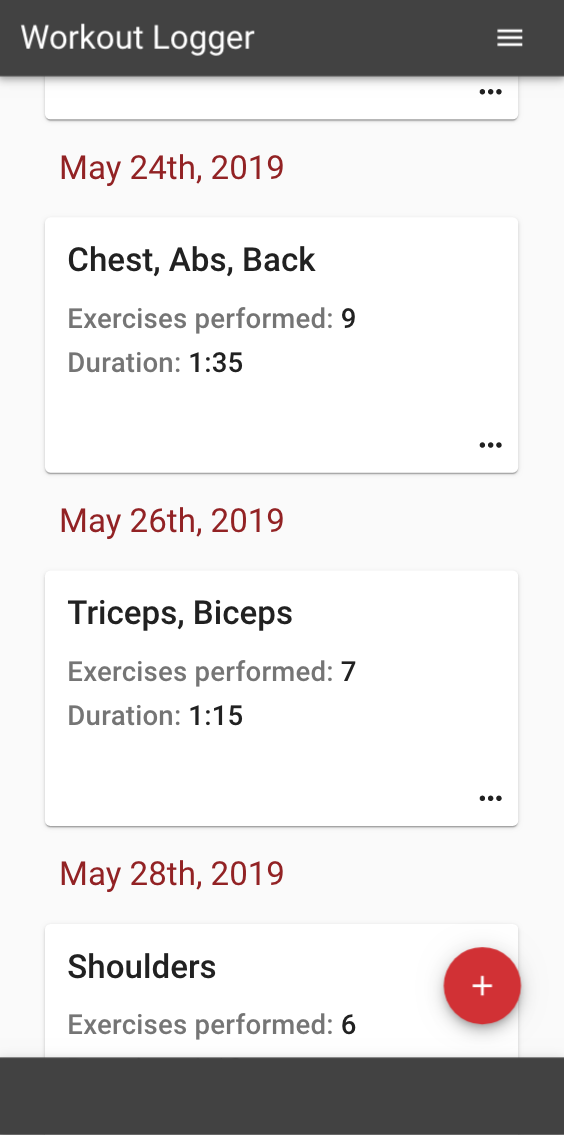 Workout Logger
May 24th, 2019
Chest, Abs, Back
Exercises performed: 9
Duration: 1:35
May 26th, 2019
Triceps, Biceps
Exercises performed: 7
Duration: 1:15
May 28th, 2019
Shoulders
Exercises performed: 6